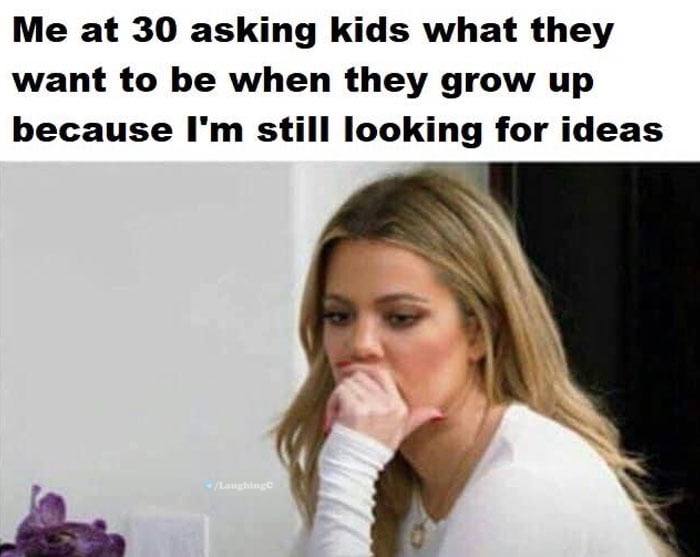 Me at 30 asking kids what they
want to be when they grow up
because I'm still looking for ideas
/LaughingC